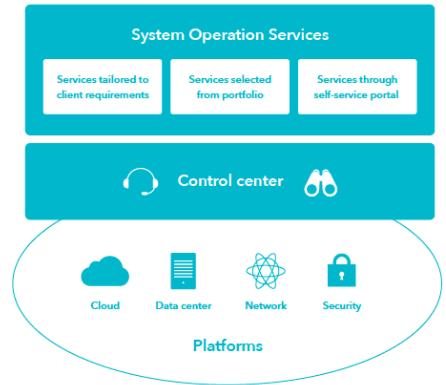 System Operation Services
Services tailored to
client requirements
Services selected
from portfolio
Services through
self-service portal
Control center
Cloud
Data center
Network
Security
Platforms